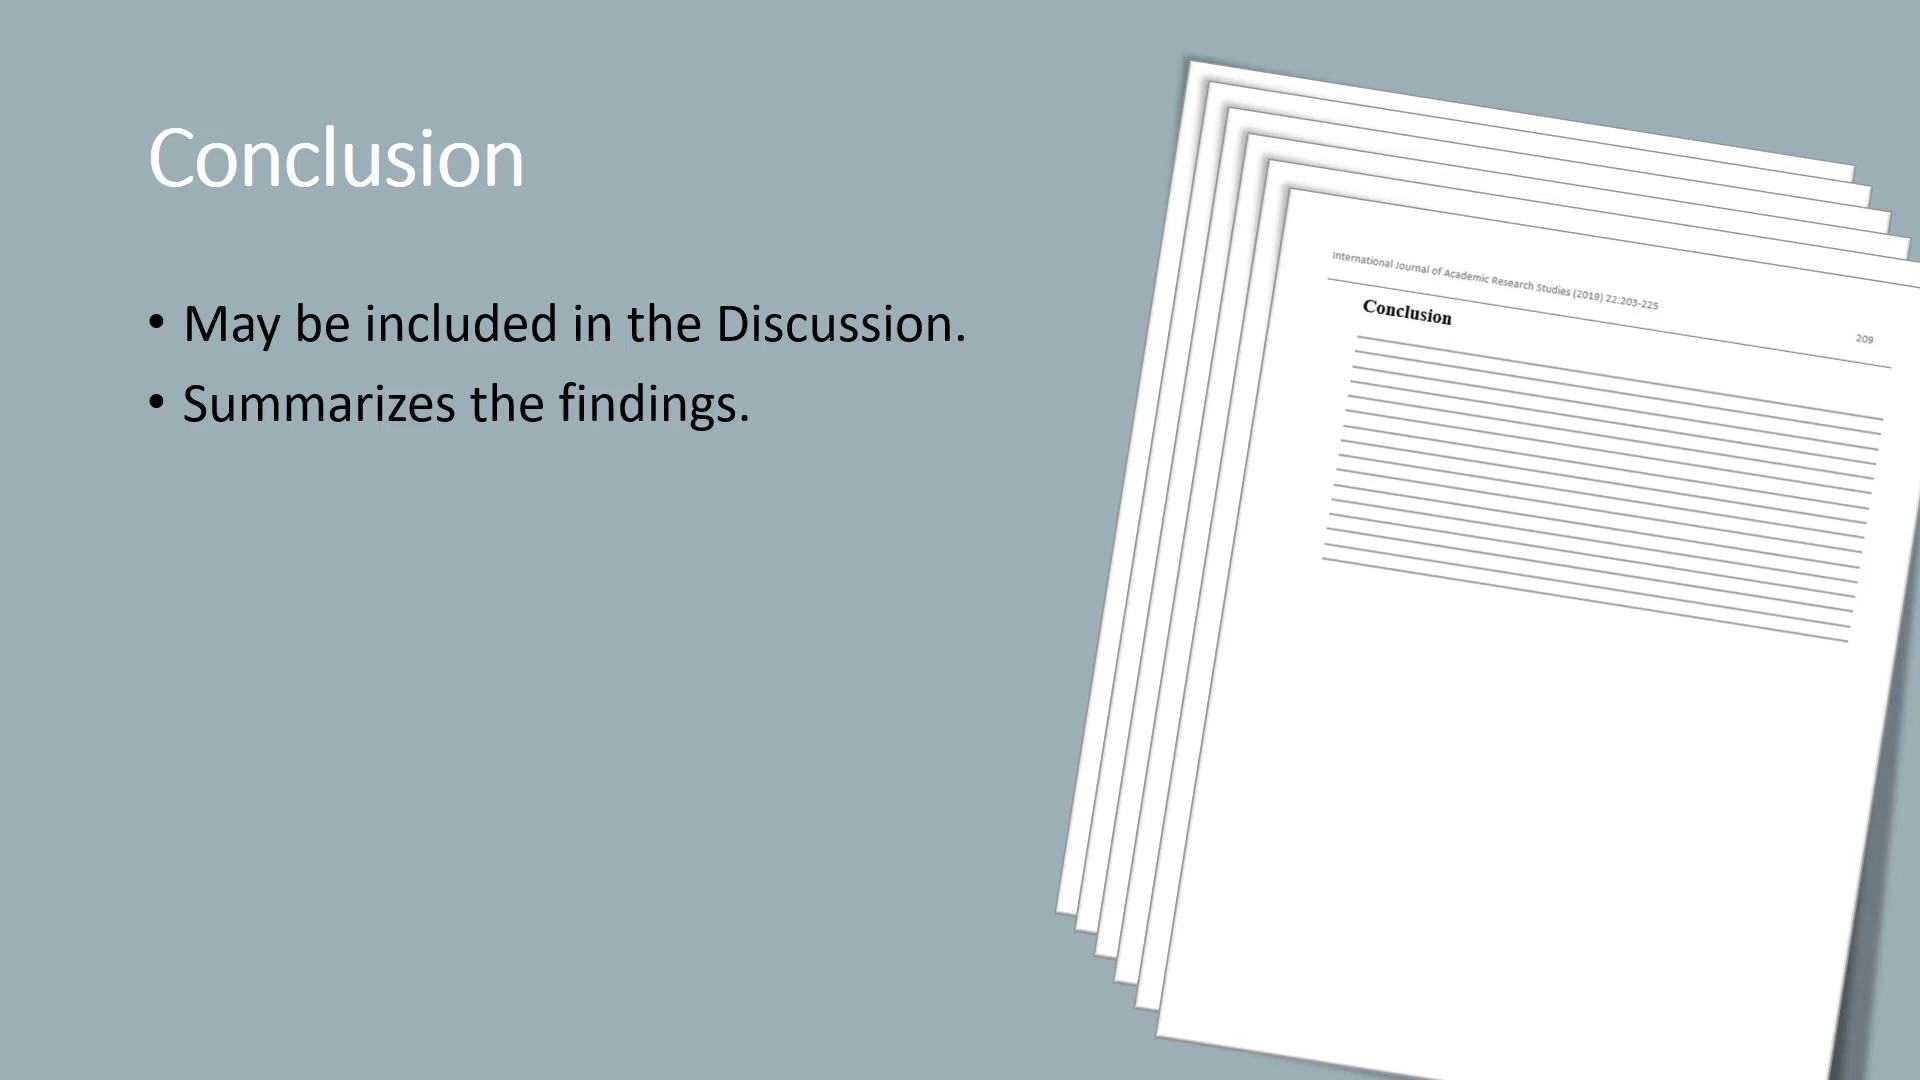 Conclusion
• May be included in the Discussion.
• Summarizes the findings.
International Journal of Academic Research Studies (2019) 22:203-225
209
Conclusion